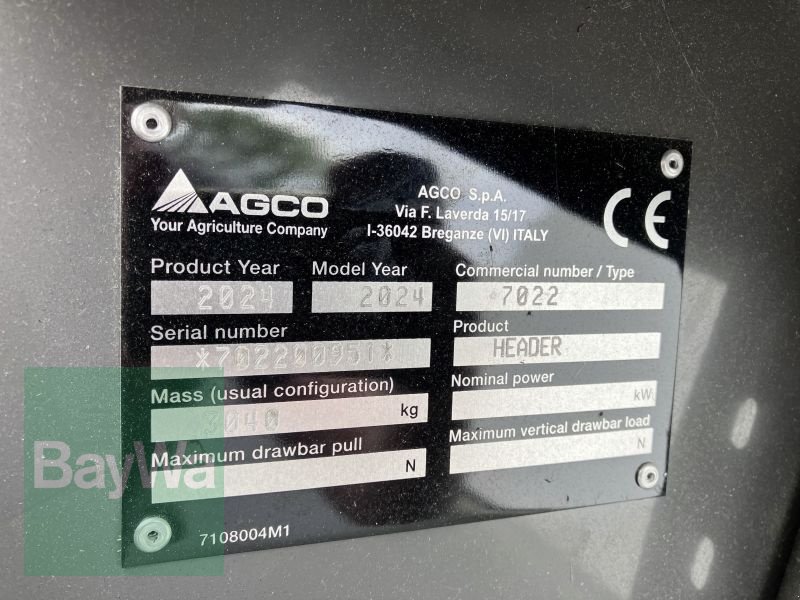 AGCO
Your Agriculture Company
AGCO S.p.A.
Via F. Laverda 15/17
I-36042 Breganze (VI) ITALY
CE
Product Year
2024
Model Year
2024
Commercial number / Type
7022
Serial number
*702200951*
Product
HEADER
Mass (usual configuration)
3040 kg
Nominal power
kW
Maximum drawbar pull
N
Maximum vertical drawbar load
N
7108004M1
BayWa